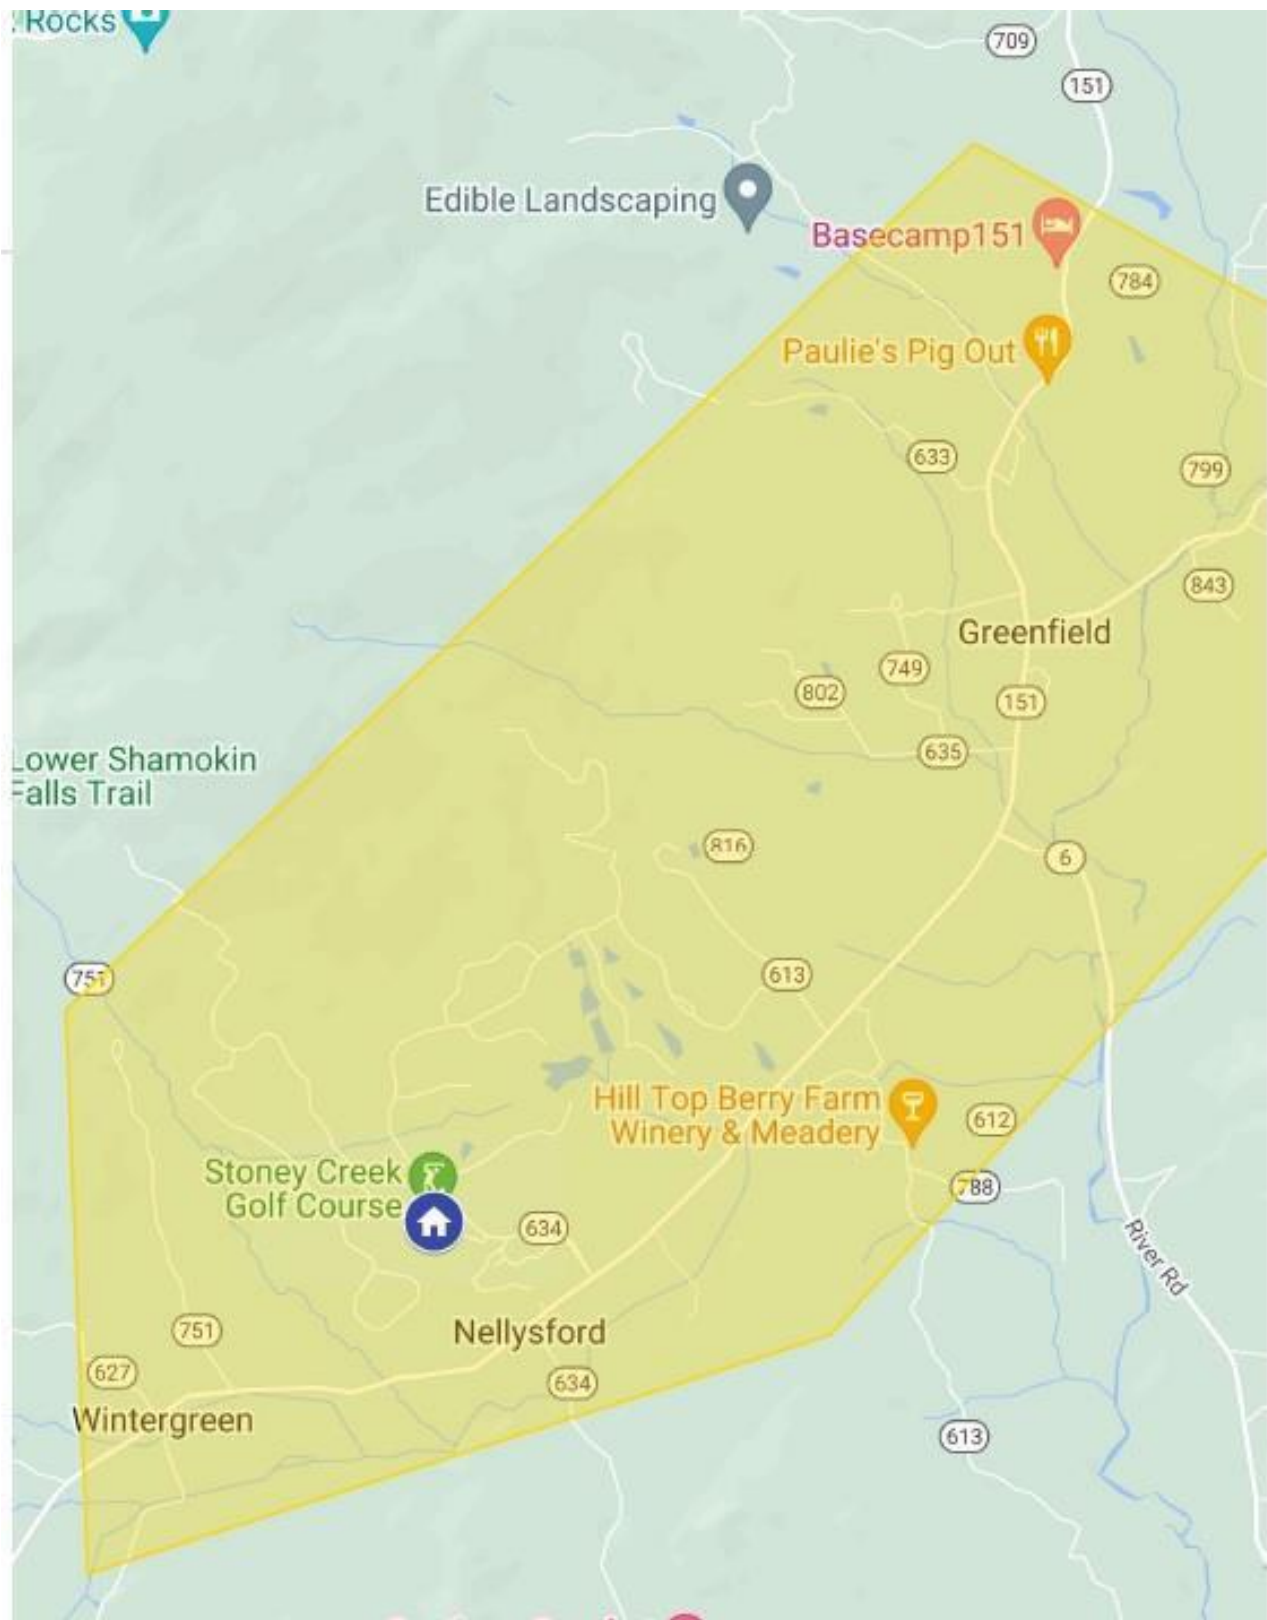 Rocks
709
151
Edible Landscaping
Basecamp151
784
Paulie's Pig Out
633
799
843
Greenfield
749
802
151
635
Lower Shamokin
Falls Trail
816
6
751
613
Hill Top Berry Farm
Winery & Meadery
612
Stoney Creek
Golf Course
788
634
River Rd
Nellysford
751
627
634
Wintergreen
613